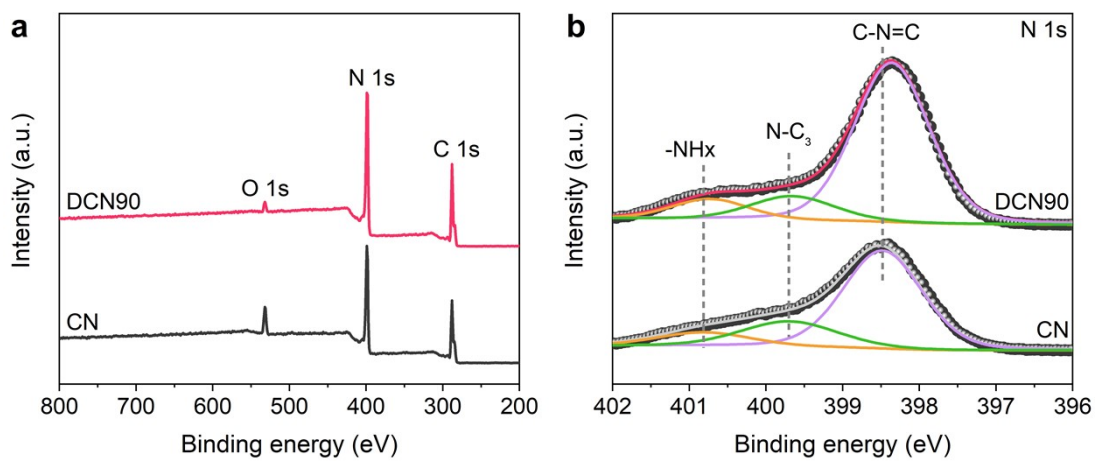 a
N 1s
C 1s
O 1s
DCN90
CN
Intensity (a.u.)
800 700 600 500 400 300 200
Binding energy (eV)
b
C-N=C
N 1s
N-C₃
-NHx
DCN90
CN
Intensity (a.u.)
402 401 400 399 398 397 396
Binding energy (eV)